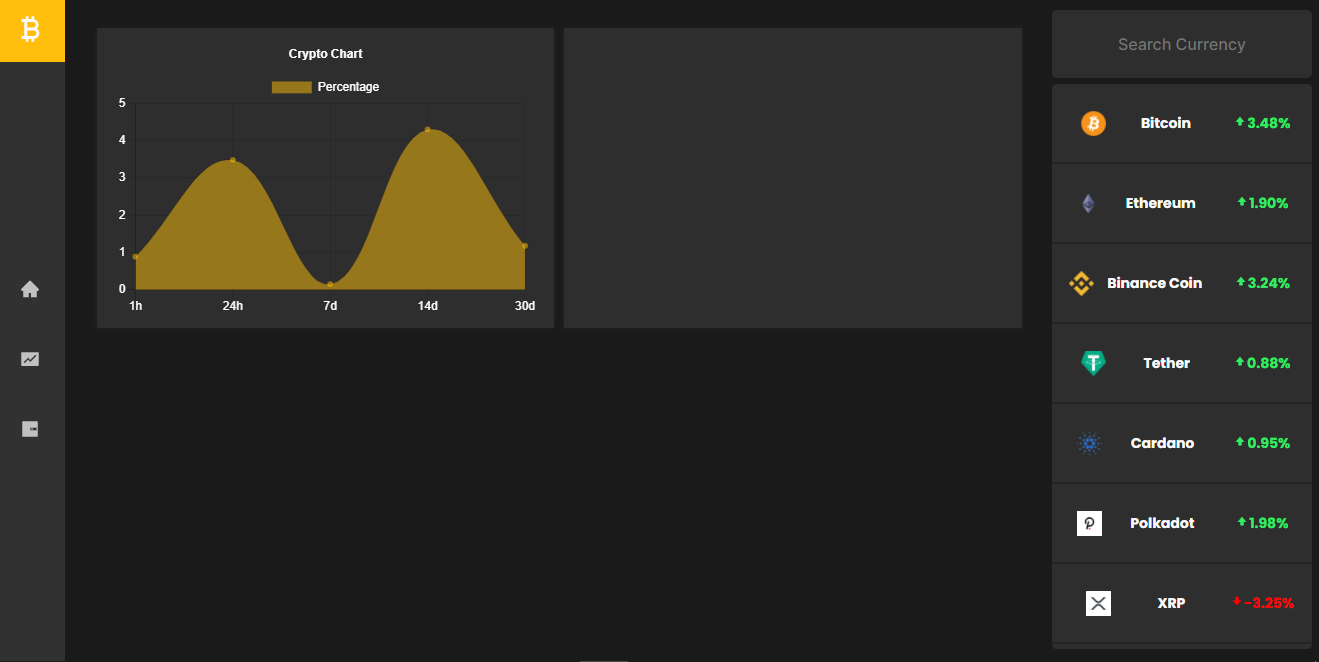 Crypto Chart
Percentage
5
4
3
2
1
0
1h 24h 7d 14d 30d
Search Currency
Bitcoin 3.48%
Ethereum 1.90%
Binance Coin 3.24%
Tether 0.88%
Cardano 0.95%
Polkadot 1.98%
XRP -3.25%